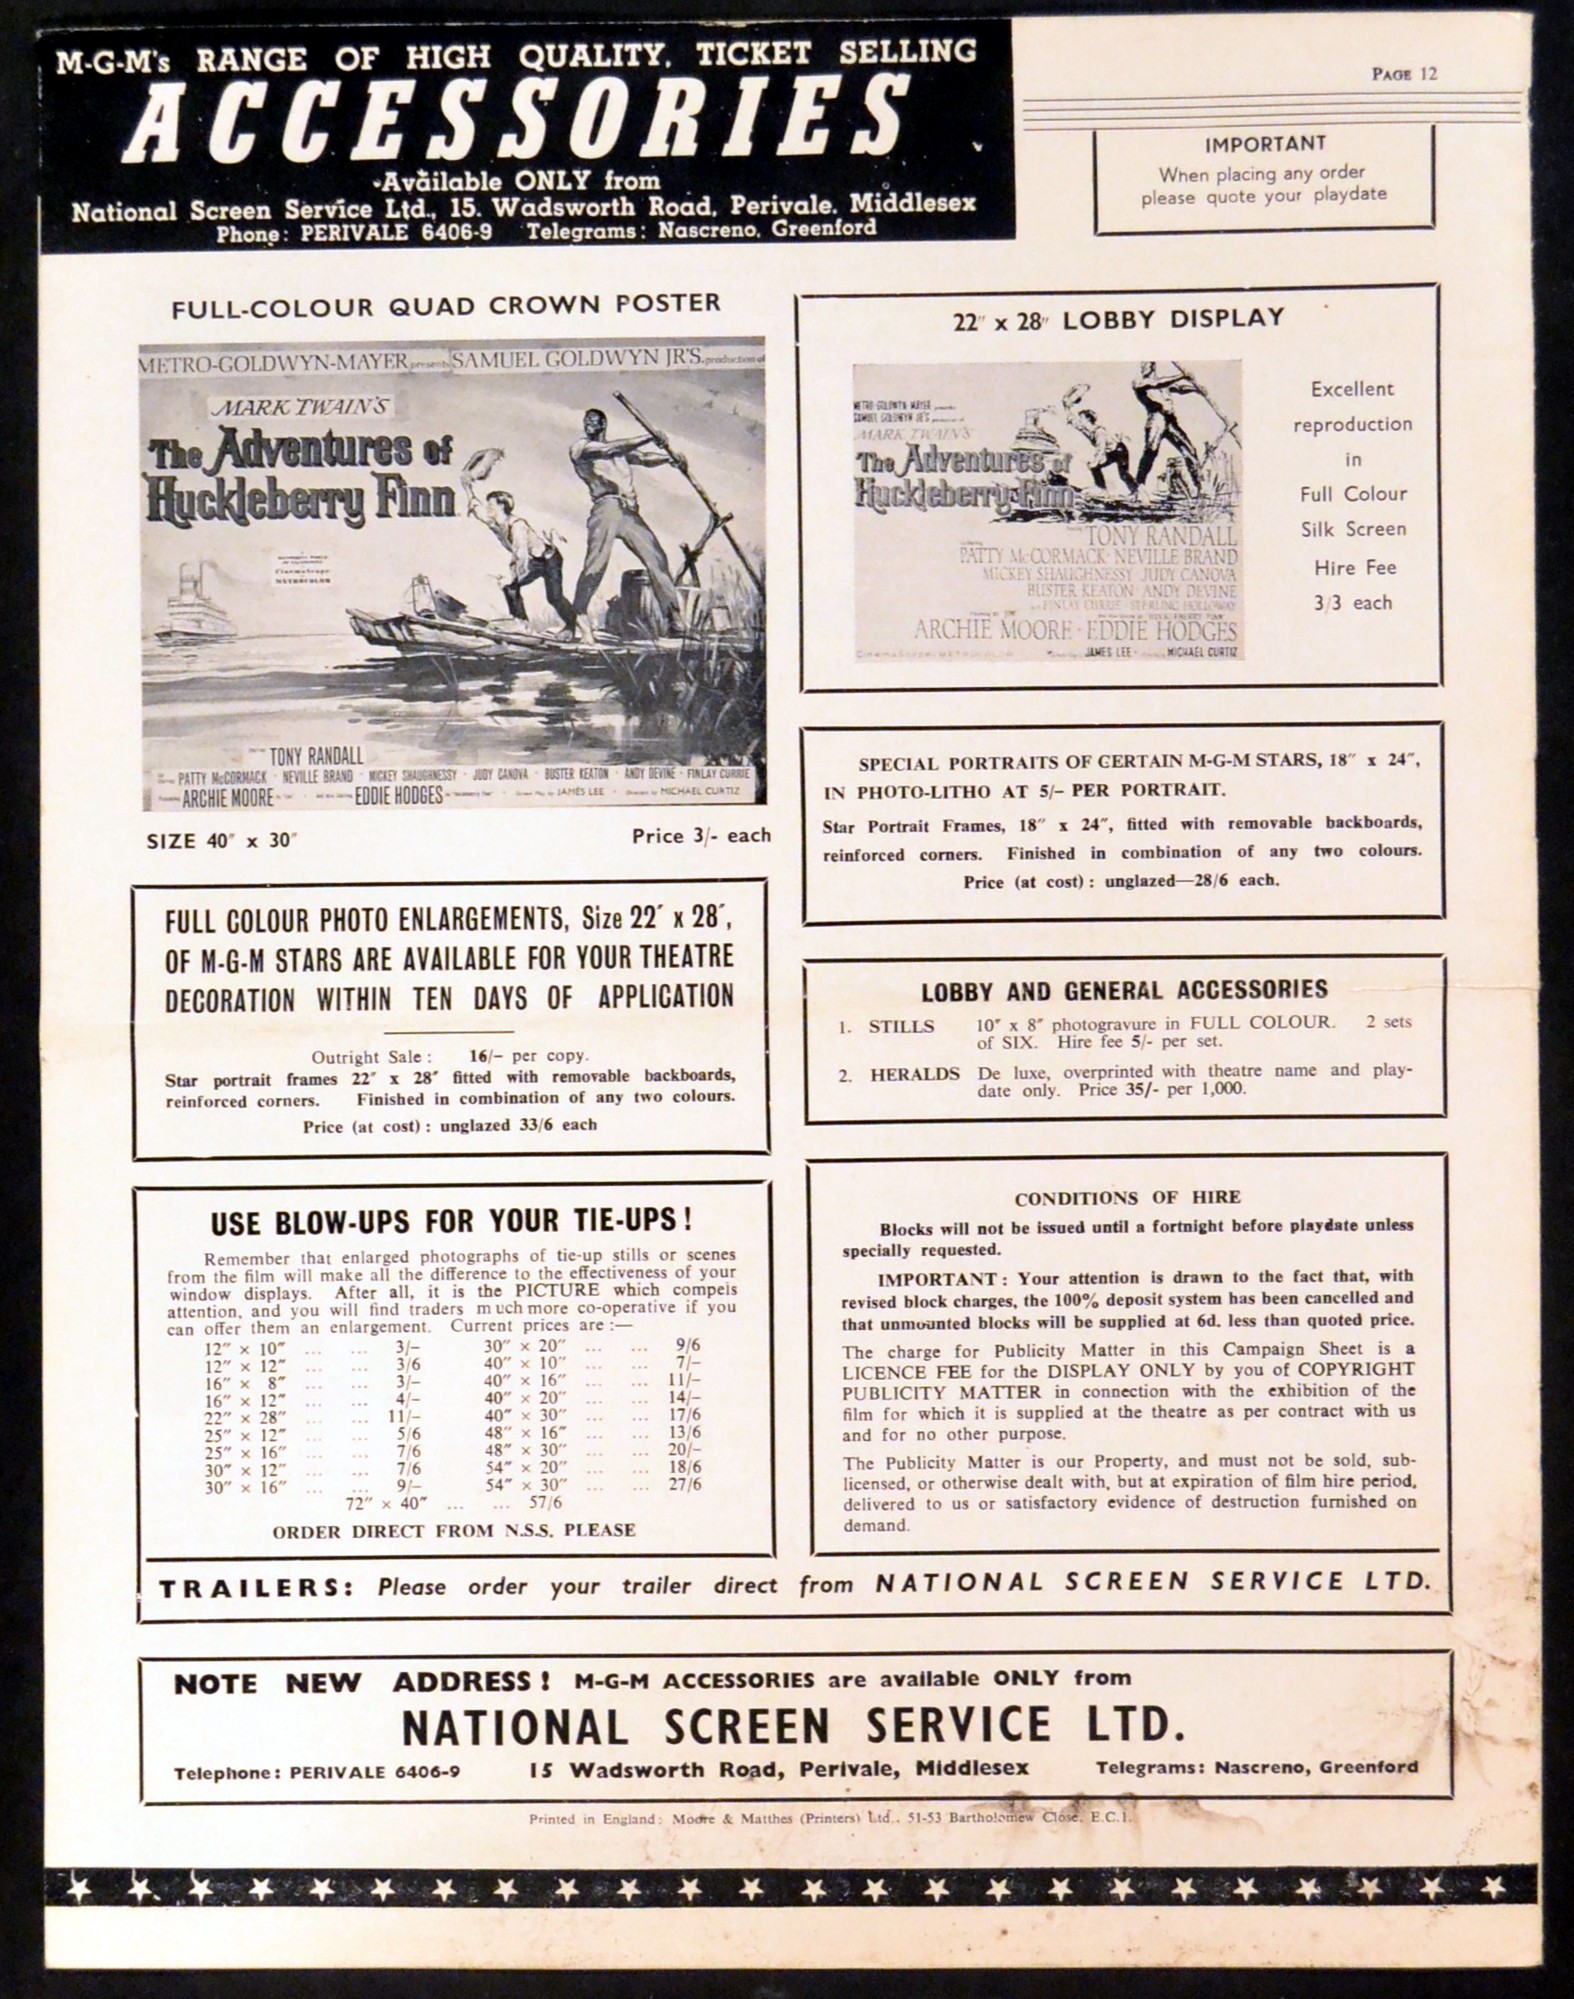 M-G-M's RANGE OF HIGH QUALITY, TICKET SELLING
ACCESSORIES
Available ONLY from
National Screen Service Ltd., 15. Wadsworth Road, Perivale. Middlesex
Phone: PERIVALE 6406-9 Telegrams: Nascreno, Greenford
PAGE 12
IMPORTANT
When placing any order
please quote your playdate
FULL-COLOUR QUAD CROWN POSTER
METRO-GOLDWYN-MAYER presents SAMUEL GOLDWYN JR'S. production of
MARK TWAIN'S
The Adventures of
Huckleberry Finn
CinemaScope
METROCOLOR
TONY RANDALL
PATTY McCORMACK · NEVILLE BRAND · MICKEY SHAUGHNESSY · JUDY CANOVA · BUSTER KEATON · ANDY DEVINE · FINLAY CURRIE
ARCHIE MOORE EDDIE HODGES JAMES LEE MICHAEL CURTIZ
SIZE 40" x 30"
Price 3/- each
22" x 28" LOBBY DISPLAY
METRO-GOLDWYN-MAYER presents
SAMUEL GOLDWYN JR'S
MARK TWAIN'S
The Adventures of
Huckleberry Finn
TONY RANDALL
PATTY McCORMACK · NEVILLE BRAND
MICKEY SHAUGHNESSY JUDY CANOVA
BUSTER KEATON · ANDY DEVINE
FINLAY CURRIE · STERLING HOLLOWAY
ARCHIE MOORE · EDDIE HODGES
CinemaScope METROCOLOR JAMES LEE · MICHAEL CURTIZ
Excellent
reproduction
in
Full Colour
Silk Screen
Hire Fee
3/3 each
SPECIAL PORTRAITS OF CERTAIN M-G-M STARS, 18" x 24",
IN PHOTO-LITHO AT 5/- PER PORTRAIT.
Star Portrait Frames, 18" x 24", fitted with removable backboards,
reinforced corners. Finished in combination of any two colours.
Price (at cost) : unglazed—28/6 each.
FULL COLOUR PHOTO ENLARGEMENTS, Size 22" x 28",
OF M-G-M STARS ARE AVAILABLE FOR YOUR THEATRE
DECORATION WITHIN TEN DAYS OF APPLICATION
Outright Sale : 16/- per copy.
Star portrait frames 22" x 28" fitted with removable backboards,
reinforced corners. Finished in combination of any two colours.
Price (at cost) : unglazed 33/6 each
LOBBY AND GENERAL ACCESSORIES
1. STILLS 10" x 8" photogravure in FULL COLOUR. 2 sets
of SIX. Hire fee 5/- per set.
2. HERALDS De luxe, overprinted with theatre name and play-
date only. Price 35/- per 1,000.
USE BLOW-UPS FOR YOUR TIE-UPS!
Remember that enlarged photographs of tie-up stills or scenes
from the film will make all the difference to the effectiveness of your
window displays. After all, it is the PICTURE which compels
attention, and you will find traders much more co-operative if you
can offer them an enlargement. Current prices are :—
12" × 10" ... ... 3/- 30" × 20" ... ... 9/6
12" × 12" ... ... 3/6 40" × 10" ... ... 7/-
16" × 8" ... ... 3/- 40" × 16" ... ... 11/-
16" × 12" ... ... 4/- 40" × 20" ... ... 14/-
22" × 28" ... ... 11/- 40" × 30" ... ... 17/6
25" × 12" ... ... 5/6 48" × 16" ... ... 13/6
25" × 16" ... ... 7/6 48" × 30" ... ... 20/-
30" × 12" ... ... 7/6 54" × 20" ... ... 18/6
30" × 16" ... ... 9/- 54" × 30" ... ... 27/6
72" × 40" ... ... 57/6
ORDER DIRECT FROM N.S.S. PLEASE
CONDITIONS OF HIRE
Blocks will not be issued until a fortnight before playdate unless
specially requested.
IMPORTANT : Your attention is drawn to the fact that, with
revised block charges, the 100% deposit system has been cancelled and
that unmounted blocks will be supplied at 6d. less than quoted price.
The charge for Publicity Matter in this Campaign Sheet is a
LICENCE FEE for the DISPLAY ONLY by you of COPYRIGHT
PUBLICITY MATTER in connection with the exhibition of the
film for which it is supplied at the theatre as per contract with us
and for no other purpose.
The Publicity Matter is our Property, and must not be sold, sub-
licensed, or otherwise dealt with, but at expiration of film hire period,
delivered to us or satisfactory evidence of destruction furnished on
demand.
TRAILERS: Please order your trailer direct from NATIONAL SCREEN SERVICE LTD.
NOTE NEW ADDRESS! M-G-M ACCESSORIES are available ONLY from
NATIONAL SCREEN SERVICE LTD.
Telephone: PERIVALE 6406-9 15 Wadsworth Road, Perivale, Middlesex Telegrams: Nascreno, Greenford
Printed in England: Moore & Matthes (Printers) Ltd., 51-53 Bartholomew Close, E.C.1.